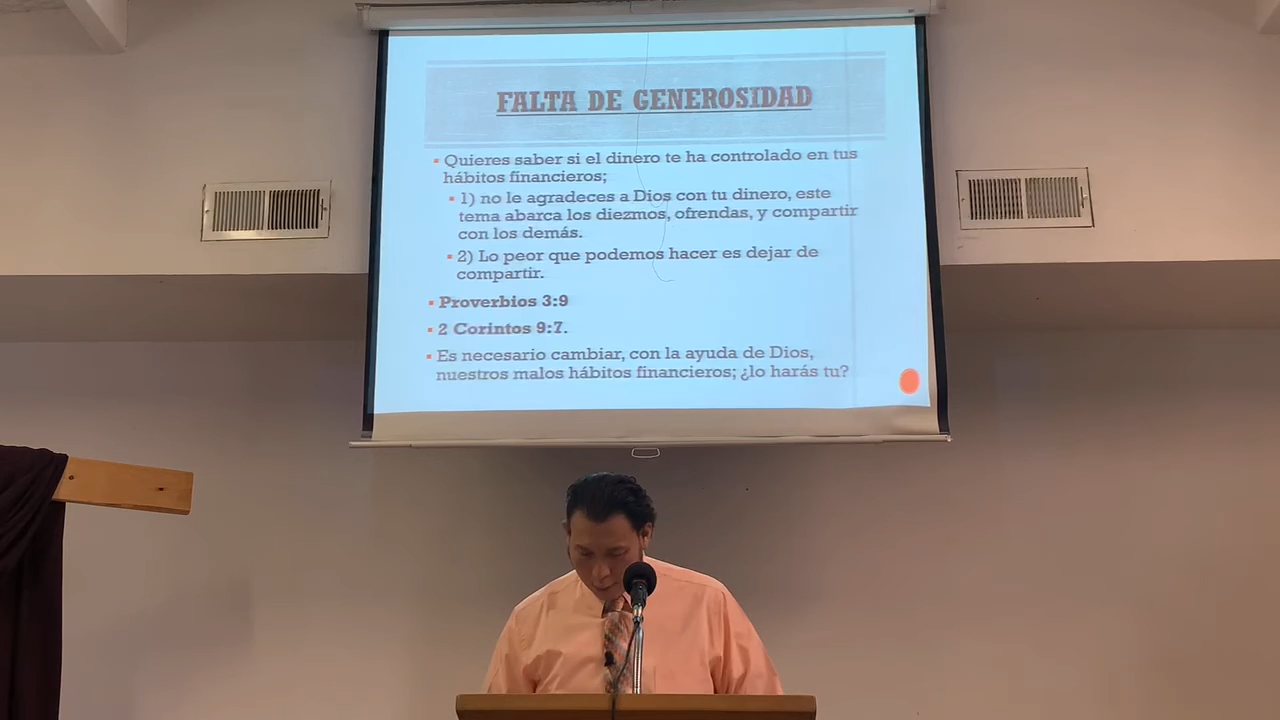 FALTA DE GENEROSIDAD
▪ Quieres saber si el dinero te ha controlado en tus
hábitos financieros;
▪ 1) no le agradeces a Dios con tu dinero, este
tema abarca los diezmos, ofrendas, y compartir
con los demás.
▪ 2) Lo peor que podemos hacer es dejar de
compartir.
▪ Proverbios 3:9
▪ 2 Corintos 9:7.
▪ Es necesario cambiar, con la ayuda de Dios,
nuestros malos hábitos financieros; ¿lo harás tu?